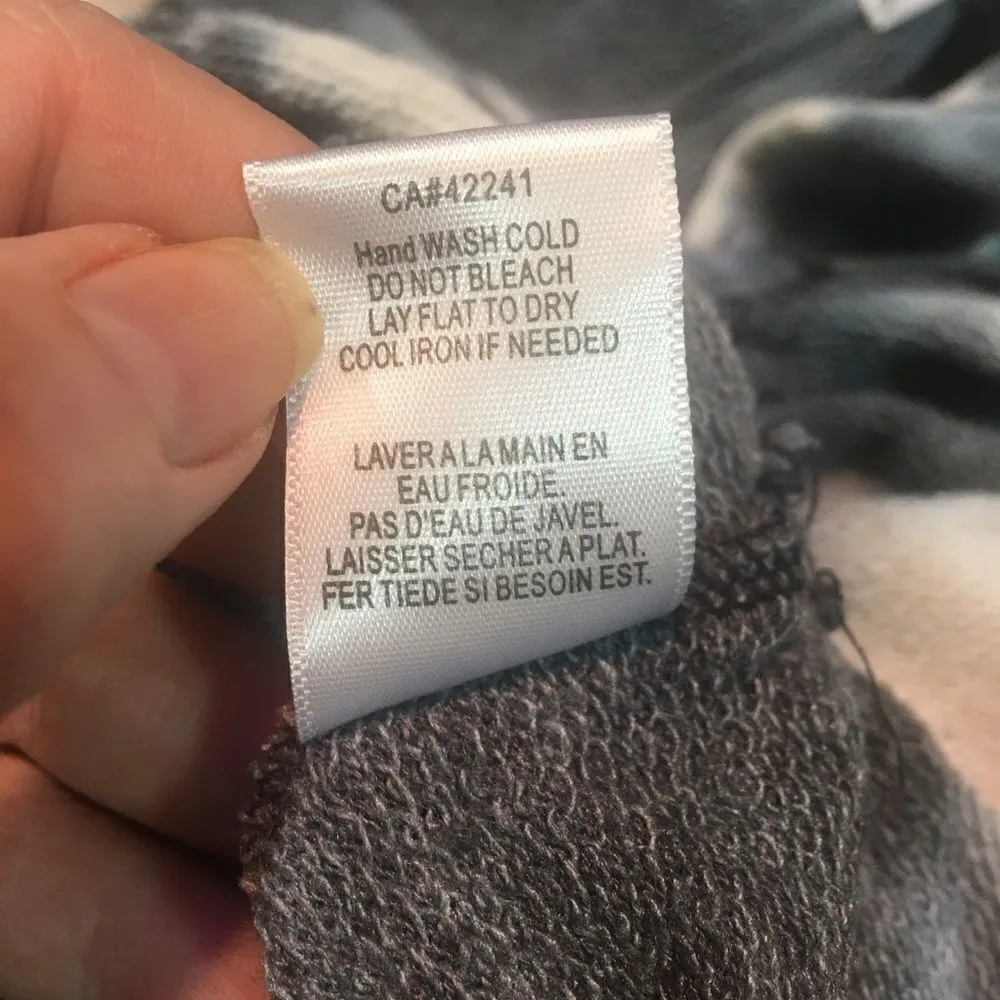 CA#42241
Hand WASH COLD
DO NOT BLEACH
LAY FLAT TO DRY
COOL IRON IF NEEDED
LAVER A LA MAIN EN
EAU FROIDE.
PAS D'EAU DE JAVEL.
LAISSER SECHER A PLAT.
FER TIEDE SI BESOIN EST.